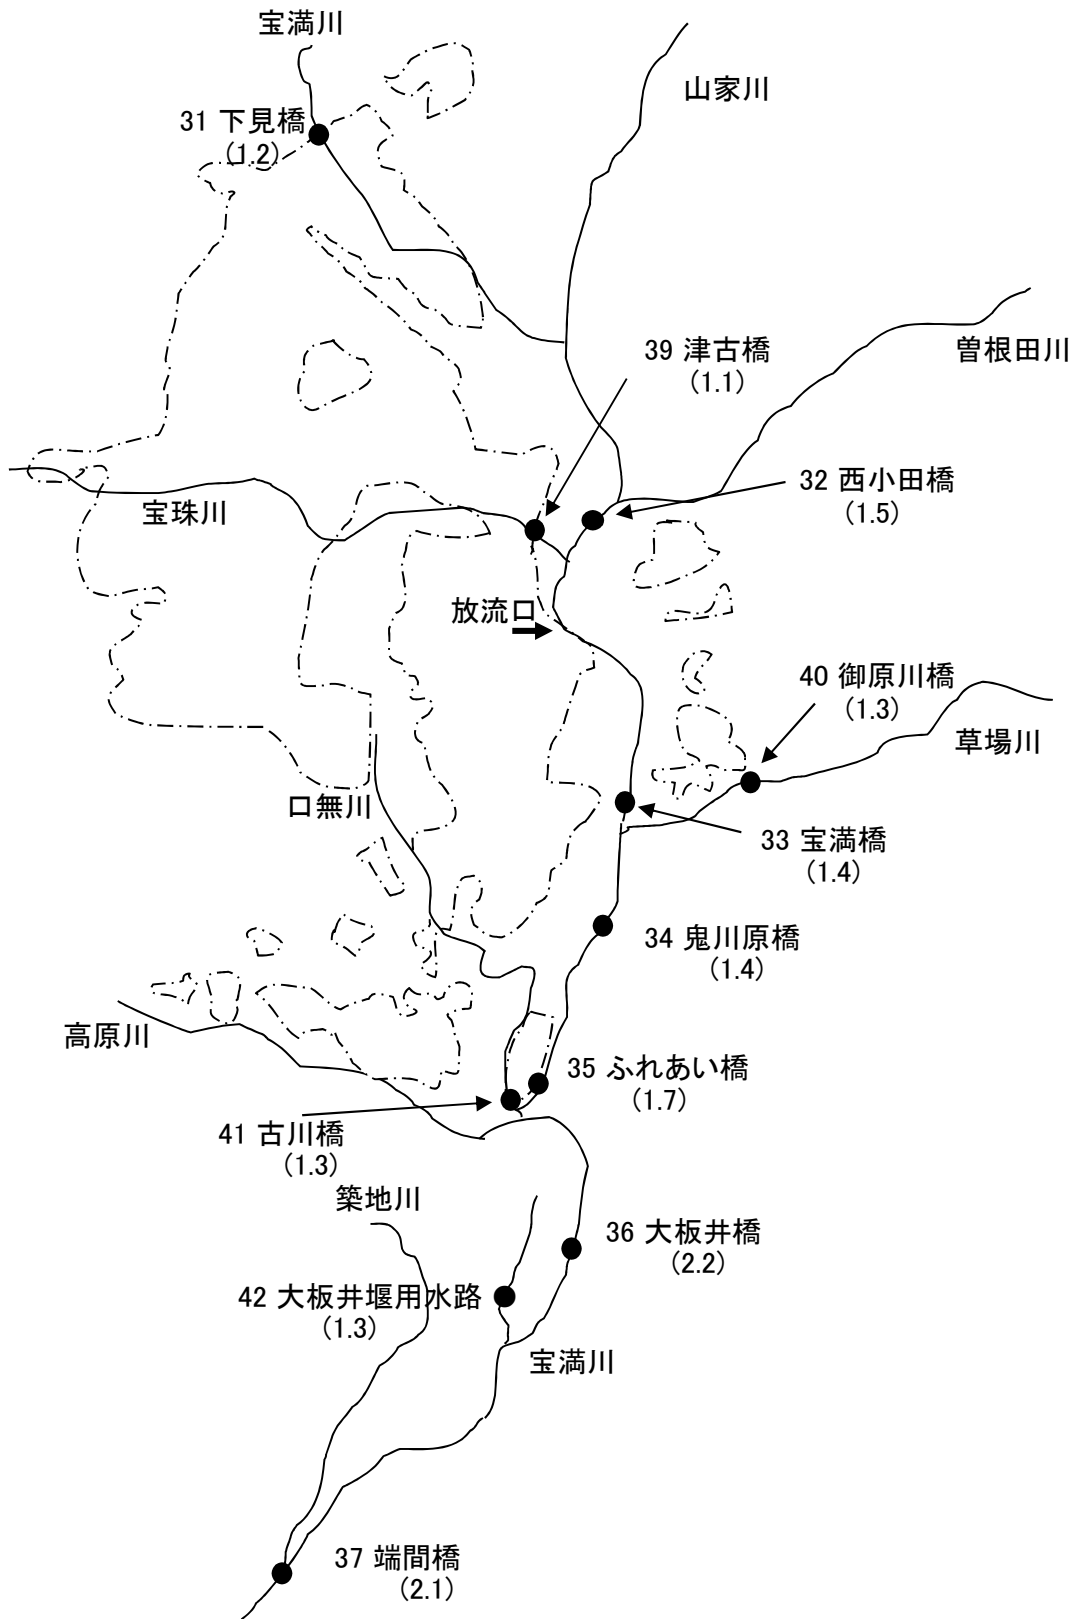 宝満川
山家川
31 下見橋
(1.2)
39 津古橋
(1.1)
曽根田川
32 西小田橋
(1.5)
宝珠川
放流口
40 御原川橋
(1.3)
草場川
口無川
33 宝満橋
(1.4)
34 鬼川原橋
(1.4)
高原川
35 ふれあい橋
(1.7)
41 古川橋
(1.3)
築地川
36 大板井橋
(2.2)
42 大板井堰用水路
(1.3)
宝満川
37 端間橋
(2.1)